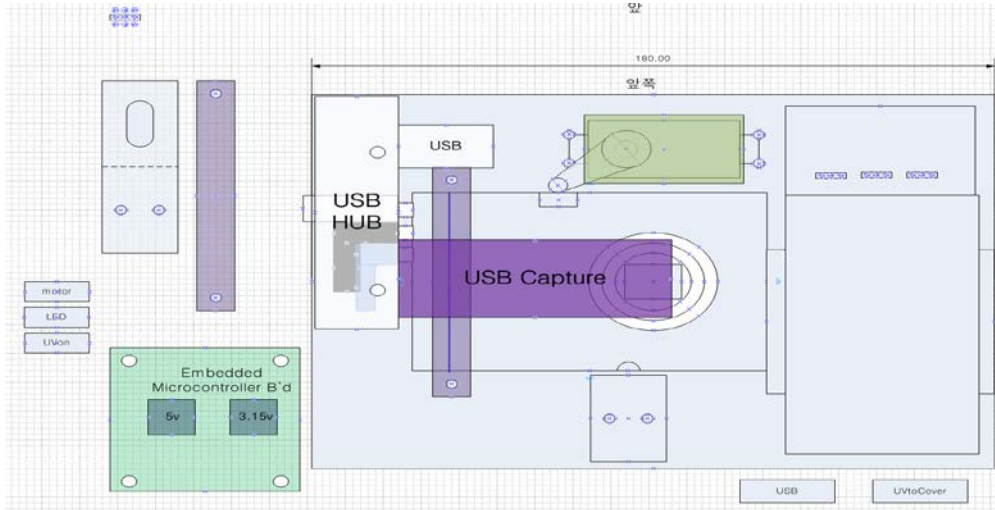 앞
180.00
앞쪽
USB
USB
HUB
USB Capture
motor
LED
UVon
Embedded
Microcontroller B'd
5v
3.15v
USB
UVtoCover